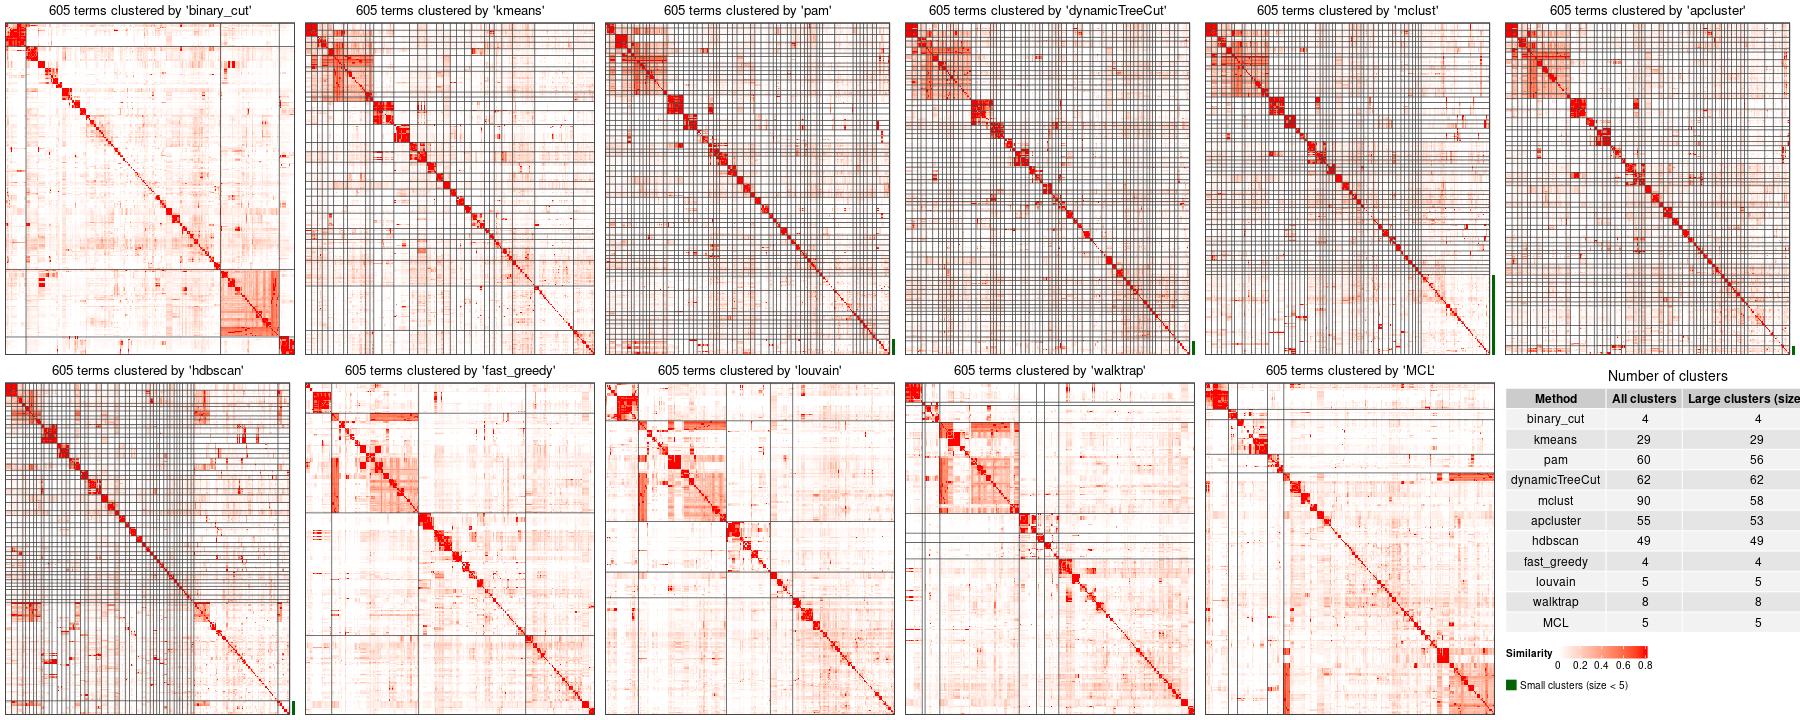 605 terms clustered by 'binary_cut'
605 terms clustered by 'kmeans'
605 terms clustered by 'pam'
605 terms clustered by 'dynamicTreeCut'
605 terms clustered by 'mclust'
605 terms clustered by 'apcluster'
605 terms clustered by 'hdbscan'
605 terms clustered by 'fast_greedy'
605 terms clustered by 'louvain'
605 terms clustered by 'walktrap'
605 terms clustered by 'MCL'
Number of clusters
Method All clusters Large clusters (size
binary_cut 4 4
kmeans 29 29
pam 60 56
dynamicTreeCut 62 62
mclust 90 58
apcluster 55 53
hdbscan 49 49
fast_greedy 4 4
louvain 5 5
walktrap 8 8
MCL 5 5
Similarity
0 0.2 0.4 0.6 0.8
Small clusters (size < 5)